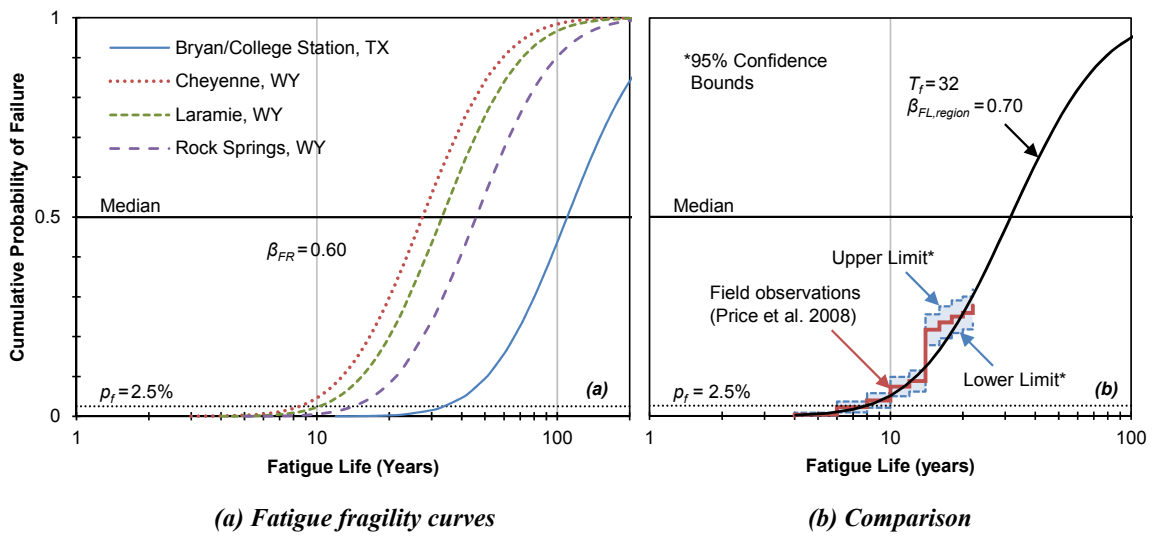 1
Bryan/College Station, TX
Cheyenne, WY
Laramie, WY
Rock Springs, WY
Median
0.5
β_FR = 0.60
p_f = 2.5%
(a)
0
1 10 100
Cumulative Probability of Failure
Fatigue Life (Years)
*95% Confidence
Bounds
T_f = 32
β_FL,region = 0.70
Median
Upper Limit*
Field observations
(Price et al. 2008)
Lower Limit*
p_f = 2.5%
(b)
1 10 100
Fatigue Life (years)
(a) Fatigue fragility curves
(b) Comparison